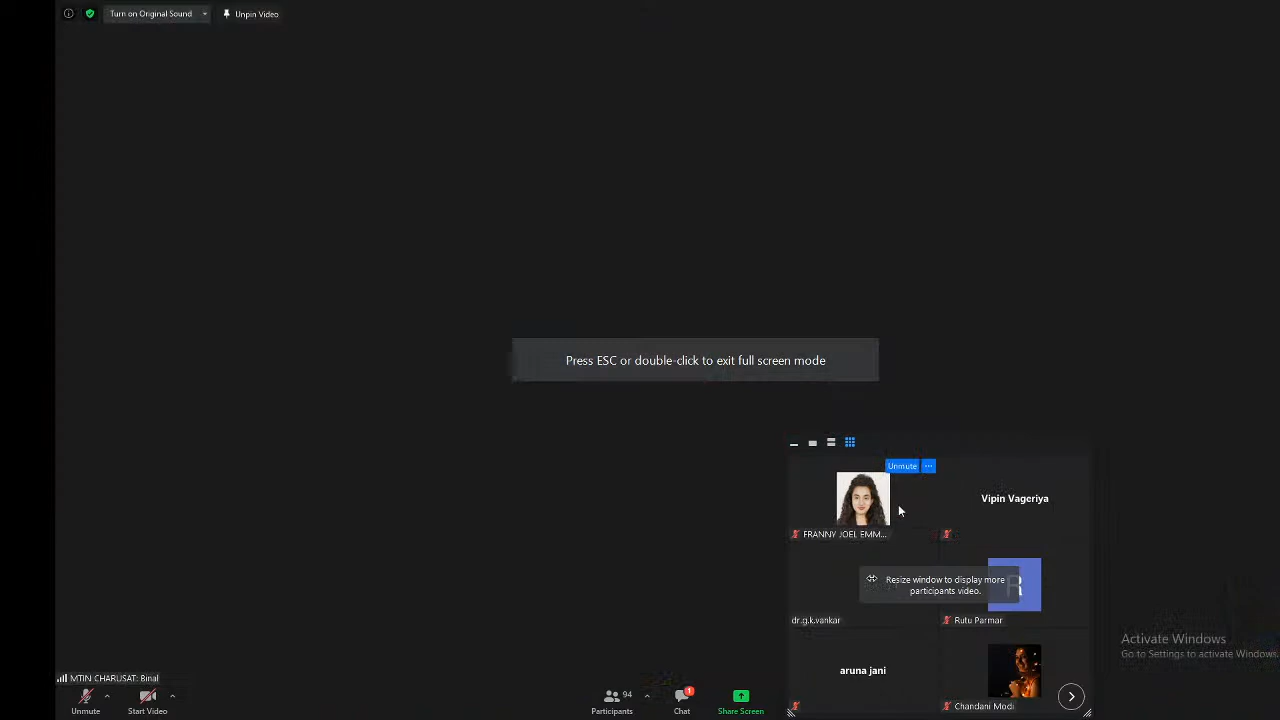 Turn on Original Sound
Unpin Video
Press ESC or double-click to exit full screen mode
Unmute
...
FRANNY JOEL EMM...
Vipin Vageriya
Resize window to display more
participants video.
R
dr.g.k.vankar
Rutu Parmar
aruna jani
Chandani Modi
Activate Windows
Go to Settings to activate Windows.
MTIN CHARUSAT: Binal
Unmute
Start Video
94
Participants
1
Chat
Share Screen